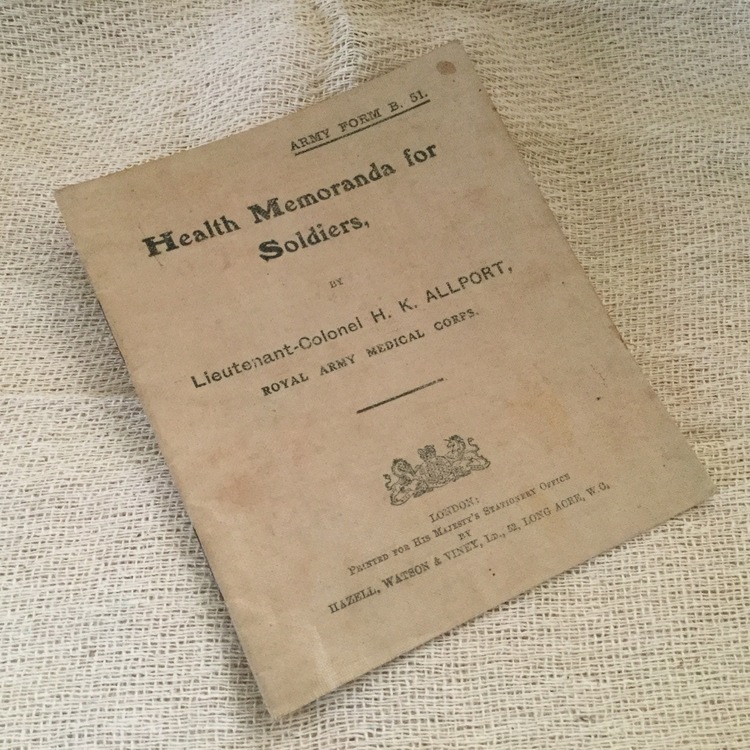 ARMY FORM B. 51.
Health Memoranda for
Soldiers,
BY
Lieutenant-Colonel H. K. ALLPORT,
ROYAL ARMY MEDICAL CORPS.
LONDON:
PRINTED FOR HIS MAJESTY'S STATIONERY OFFICE
BY
HAZELL, WATSON & VINEY, LD., 52, LONG ACRE, W.C.